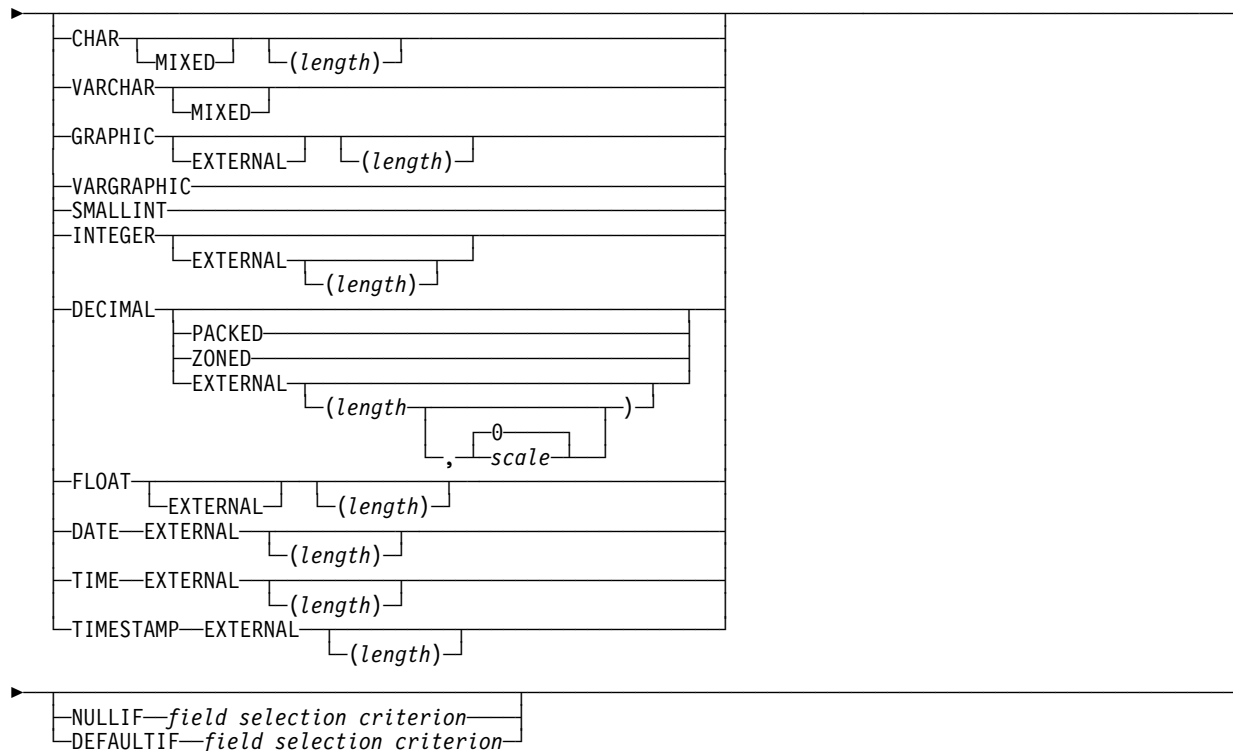 CHAR
MIXED (length)
VARCHAR
MIXED
GRAPHIC
EXTERNAL (length)
VARGRAPHIC
SMALLINT
INTEGER
EXTERNAL
(length)
DECIMAL
PACKED
ZONED
EXTERNAL
(length )
0
, scale
FLOAT
EXTERNAL (length)
DATE EXTERNAL
(length)
TIME EXTERNAL
(length)
TIMESTAMP EXTERNAL
(length)
NULLIF field selection criterion
DEFAULTIF field selection criterion